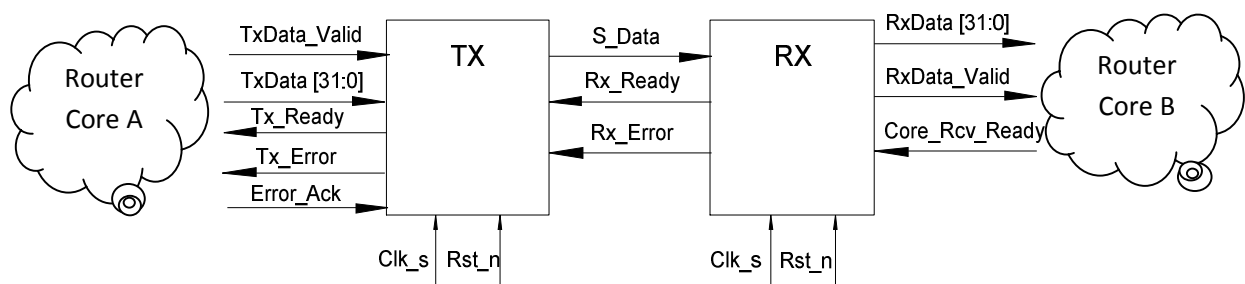 Router
Core A
TxData_Valid
TxData [31:0]
Tx_Ready
Tx_Error
Error_Ack
TX
Clk_s
Rst_n
S_Data
Rx_Ready
Rx_Error
RX
Clk_s
Rst_n
RxData [31:0]
RxData_Valid
Core_Rcv_Ready
Router
Core B